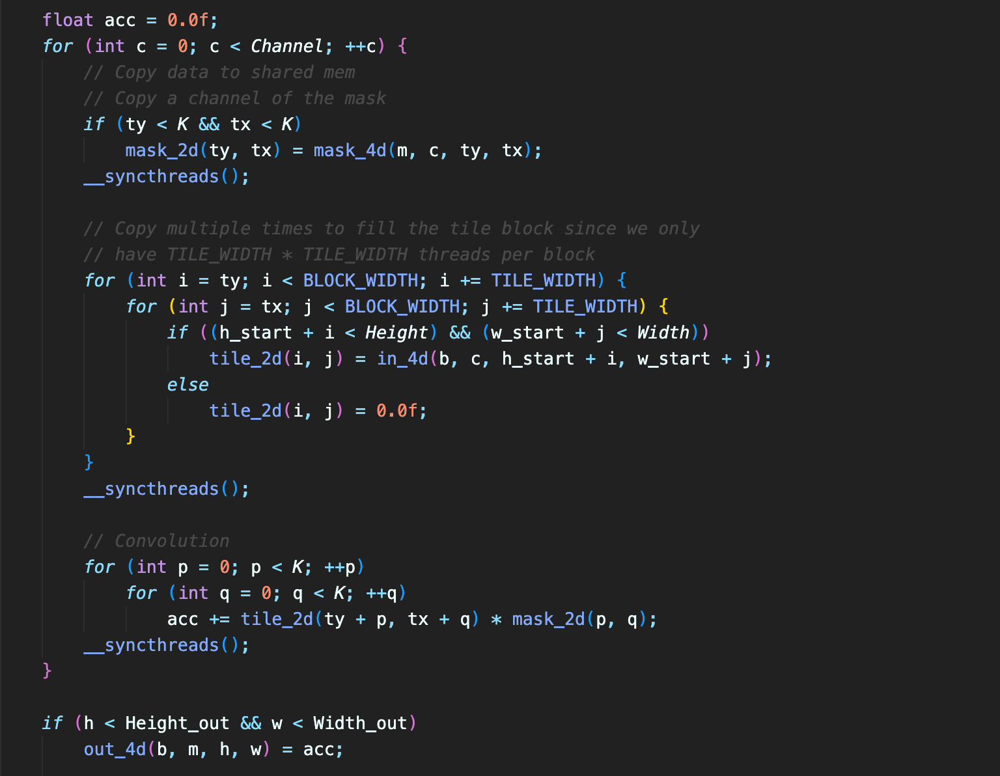 float acc = 0.0f;
for (int c = 0; c < Channel; ++c) {
    // Copy data to shared mem
    // Copy a channel of the mask
    if (ty < K && tx < K)
        mask_2d(ty, tx) = mask_4d(m, c, ty, tx);
    __syncthreads();

    // Copy multiple times to fill the tile block since we only
    // have TILE_WIDTH * TILE_WIDTH threads per block
    for (int i = ty; i < BLOCK_WIDTH; i += TILE_WIDTH) {
        for (int j = tx; j < BLOCK_WIDTH; j += TILE_WIDTH) {
            if ((h_start + i < Height) && (w_start + j < Width))
                tile_2d(i, j) = in_4d(b, c, h_start + i, w_start + j);
            else
                tile_2d(i, j) = 0.0f;
        }
    }
    __syncthreads();

    // Convolution
    for (int p = 0; p < K; ++p)
        for (int q = 0; q < K; ++q)
            acc += tile_2d(ty + p, tx + q) * mask_2d(p, q);
    __syncthreads();
}

if (h < Height_out && w < Width_out)
    out_4d(b, m, h, w) = acc;